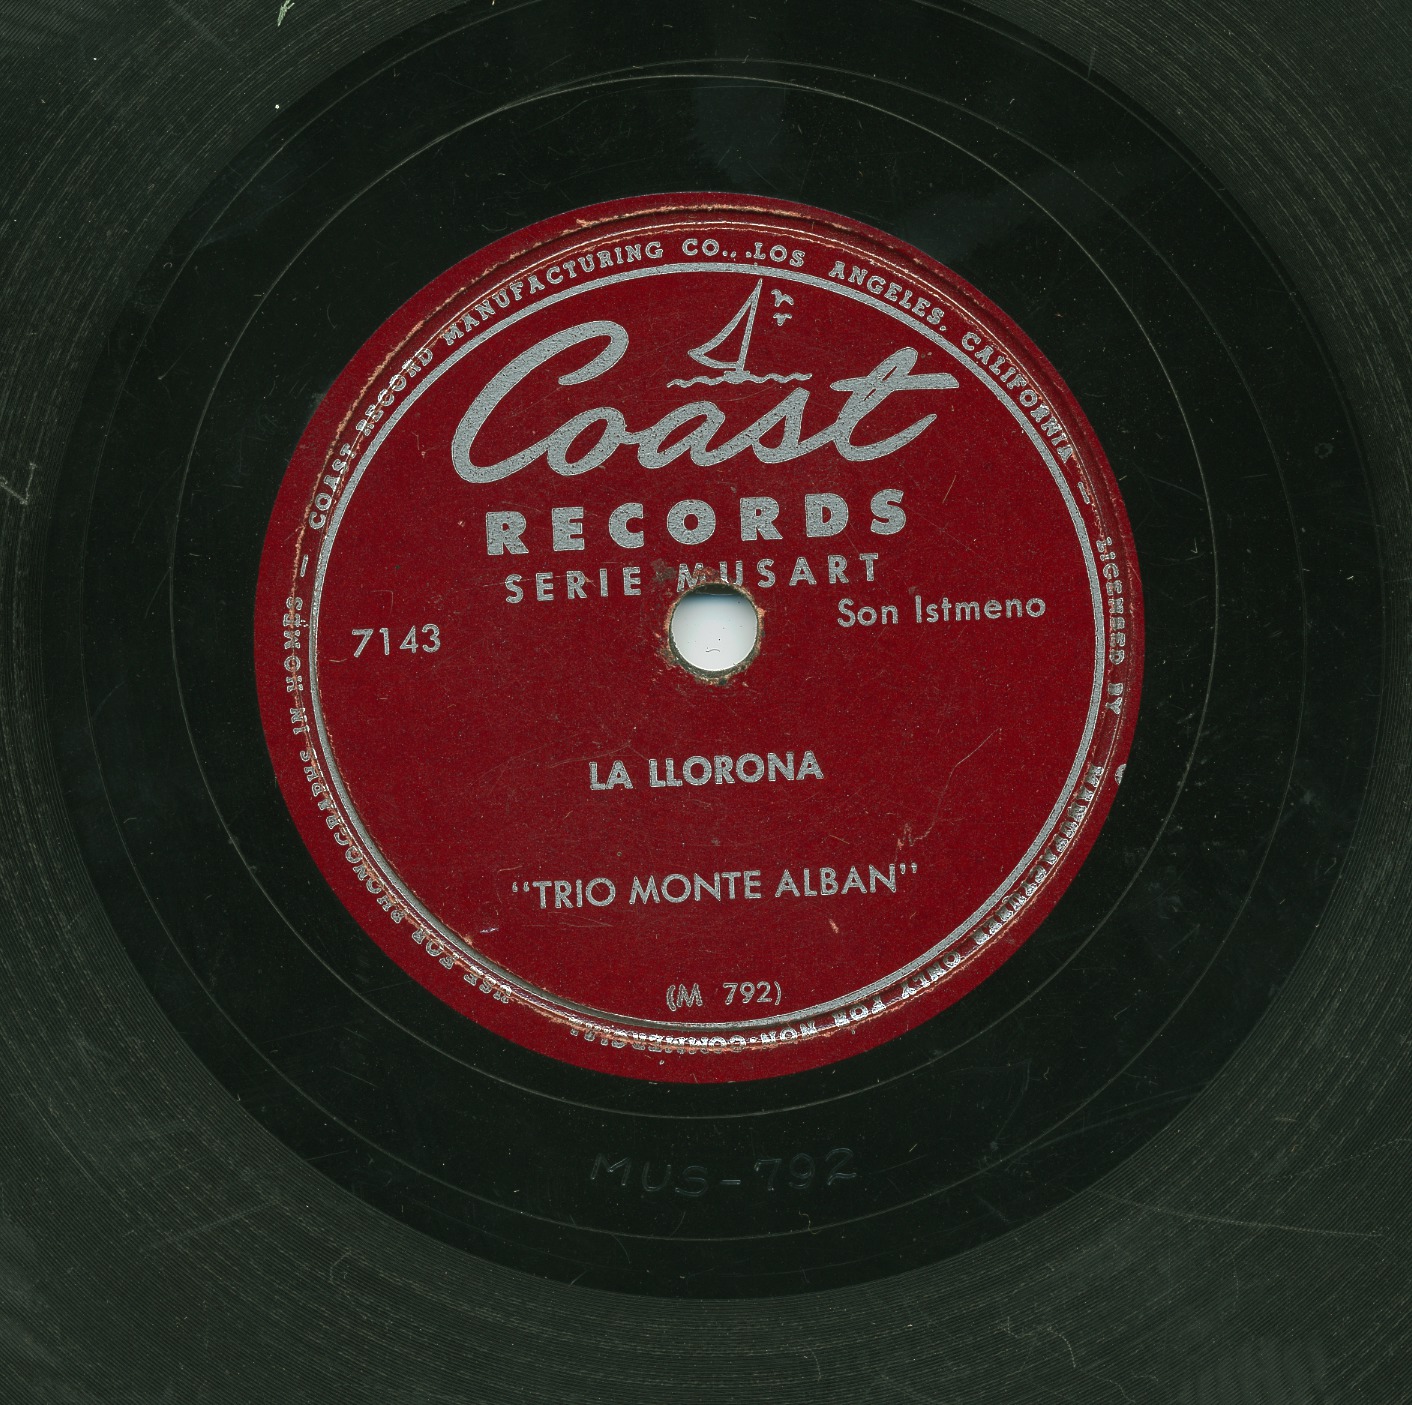 COAST RECORD MANUFACTURING CO., LOS ANGELES, CALIFORNIA — LICENSED BY MANUFACTURER ONLY FOR NON-COMMERCIAL USE FOR PHONOGRAPHS IN HOMES —
Coast
RECORDS
SERIE MUSART
Son Istmeno
7143
LA LLORONA
“TRIO MONTE ALBAN”
(M 792)
MUS-792